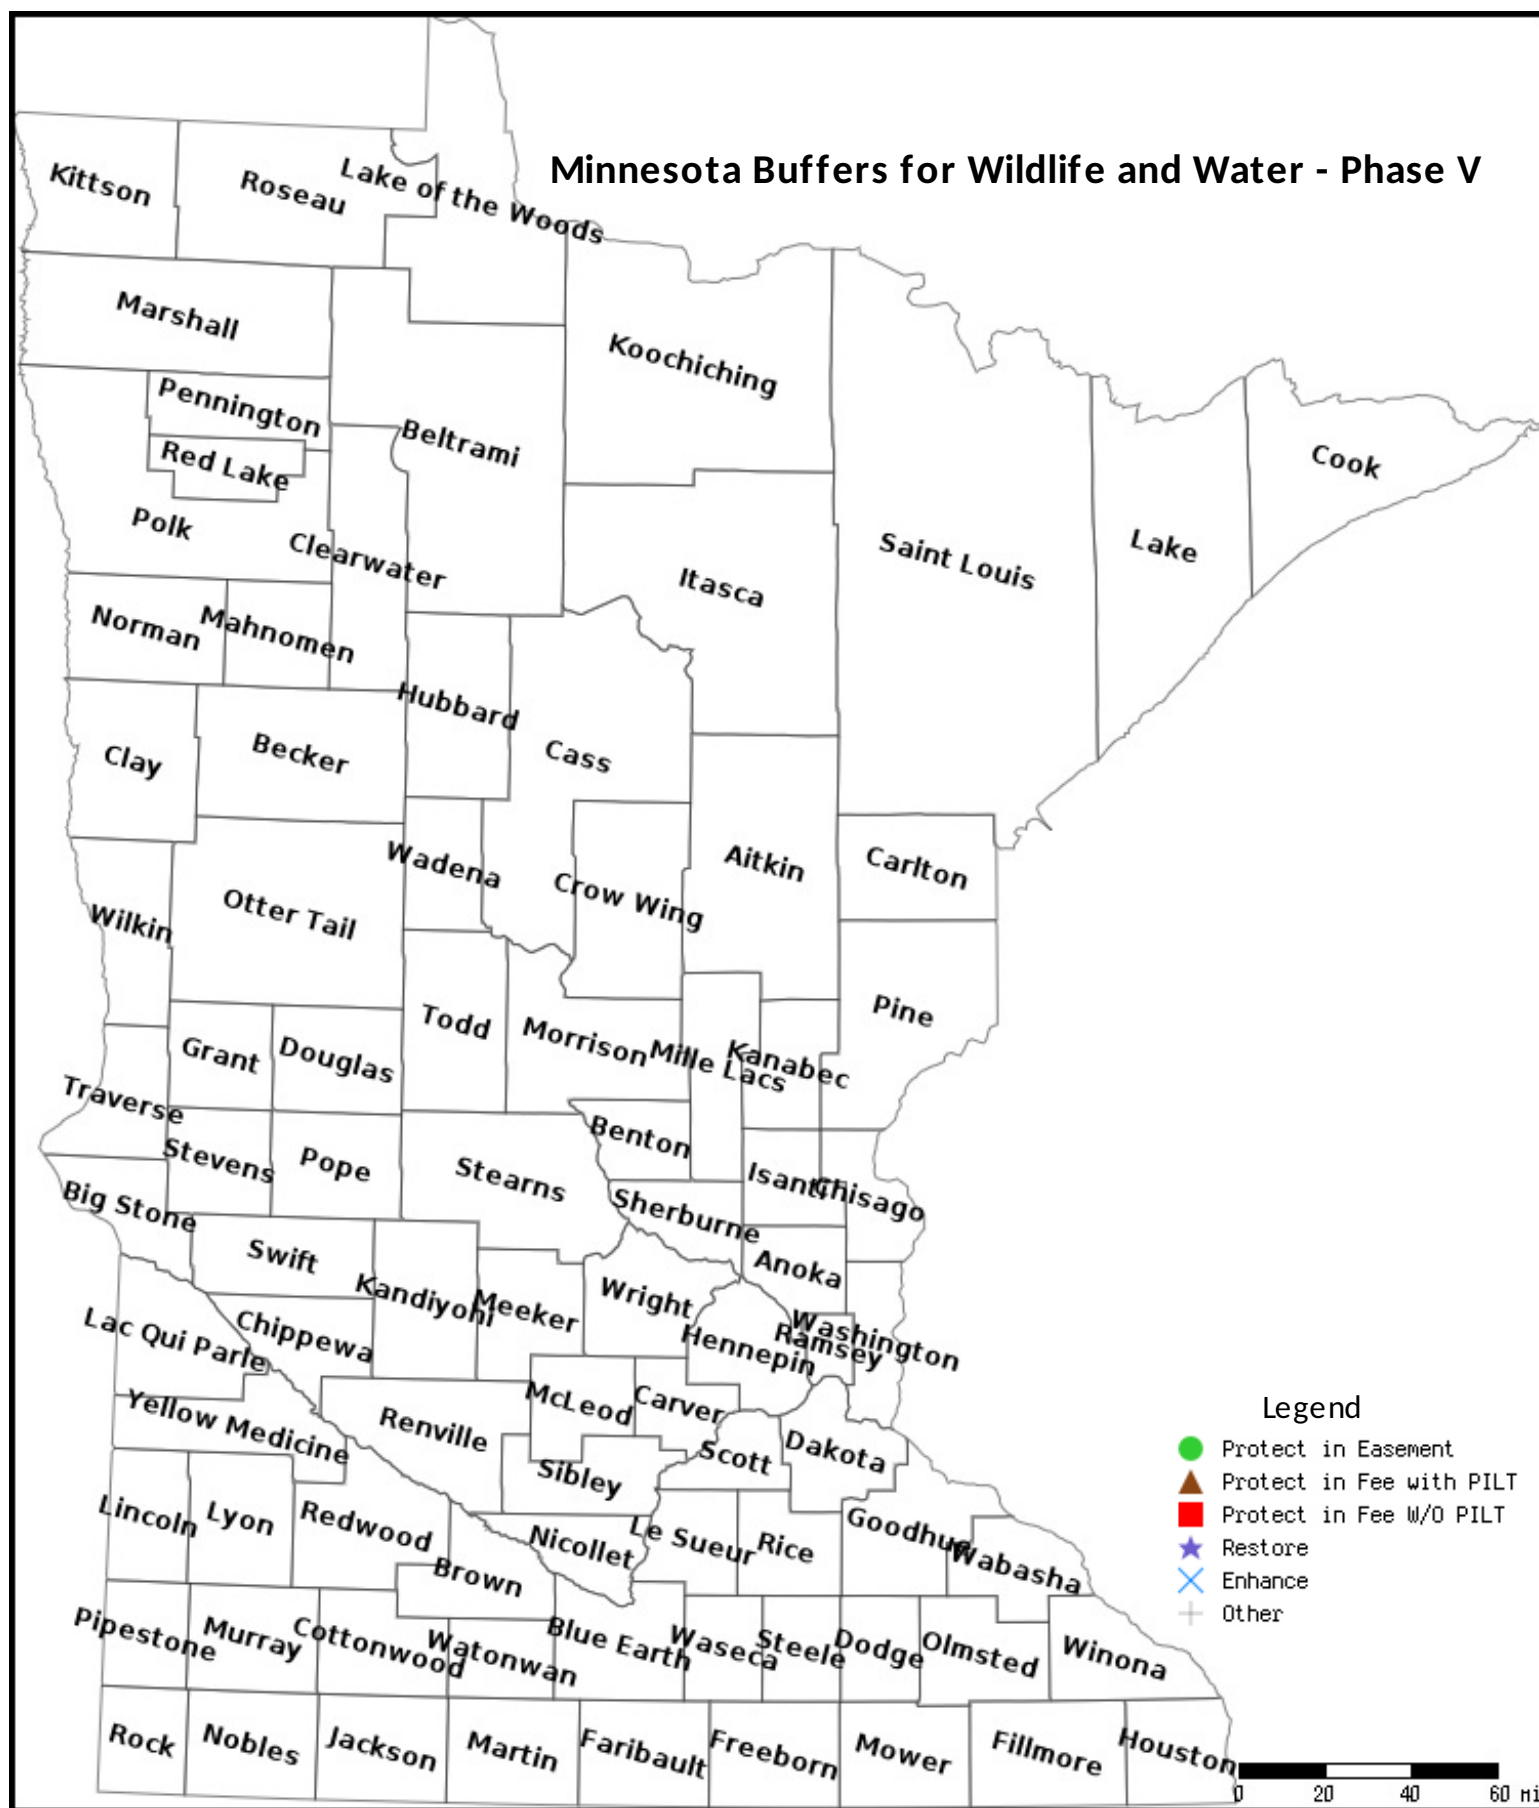 Minnesota Buffers for Wildlife and Water - Phase V
Kittson
Roseau
Lake of the Woods
Marshall
Koochiching
Pennington
Beltrami
Red Lake
Cook
Polk
Clearwater
Saint Louis
Lake
Itasca
Norman
Mahnomen
Hubbard
Clay
Becker
Cass
Wadena
Aitkin
Carlton
Otter Tail
Crow Wing
Wilkin
Todd
Morrison
Pine
Grant
Douglas
Mille Lacs
Kanabec
Traverse
Benton
Stevens
Pope
Stearns
Isanti
Chisago
Big Stone
Sherburne
Swift
Anoka
Kandiyohi
Meeker
Wright
Lac Qui Parle
Chippewa
Hennepin
Ramsey
Washington
Yellow Medicine
Renville
McLeod
Carver
Legend
Scott
Dakota
Protect in Easement
Sibley
Protect in Fee with PILT
Lincoln
Lyon
Redwood
Protect in Fee W/O PILT
Nicollet
Le Sueur
Rice
Goodhue
Wabasha
Restore
Brown
Enhance
Other
Pipestone
Murray
Cottonwood
Watonwan
Blue Earth
Waseca
Steele
Dodge
Olmsted
Winona
Rock
Nobles
Jackson
Martin
Faribault
Freeborn
Mower
Fillmore
Houston
0 20 40 60 mi